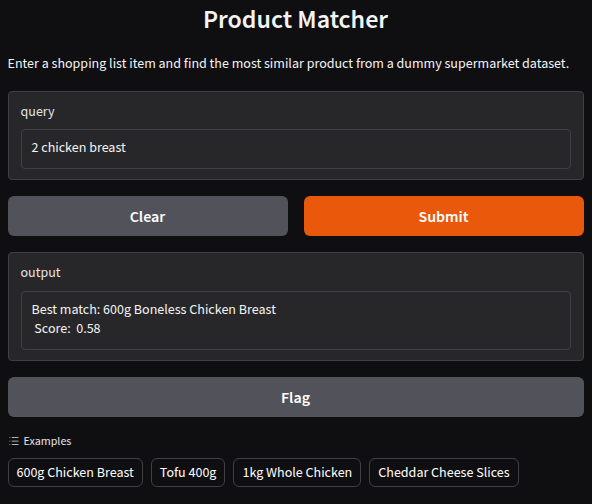 Product Matcher
Enter a shopping list item and find the most similar product from a dummy supermarket dataset.
query
2 chicken breast
Clear
Submit
output
Best match: 600g Boneless Chicken Breast
Score: 0.58
Flag
Examples
600g Chicken Breast
Tofu 400g
1kg Whole Chicken
Cheddar Cheese Slices